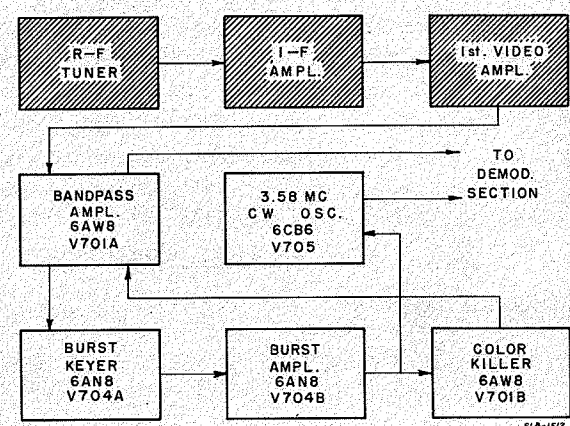 R-F
TUNER
I-F
AMPL.
1st. VIDEO
AMPL.
BANDPASS
AMPL.
6AW8
V701A
3.58 MC
CW OSC.
6CB6
V705
TO
DEMOD.
SECTION
BURST
KEYER
6AN8
V704A
BURST
AMPL.
6AN8
V704B
COLOR
KILLER
6AW8
V701B